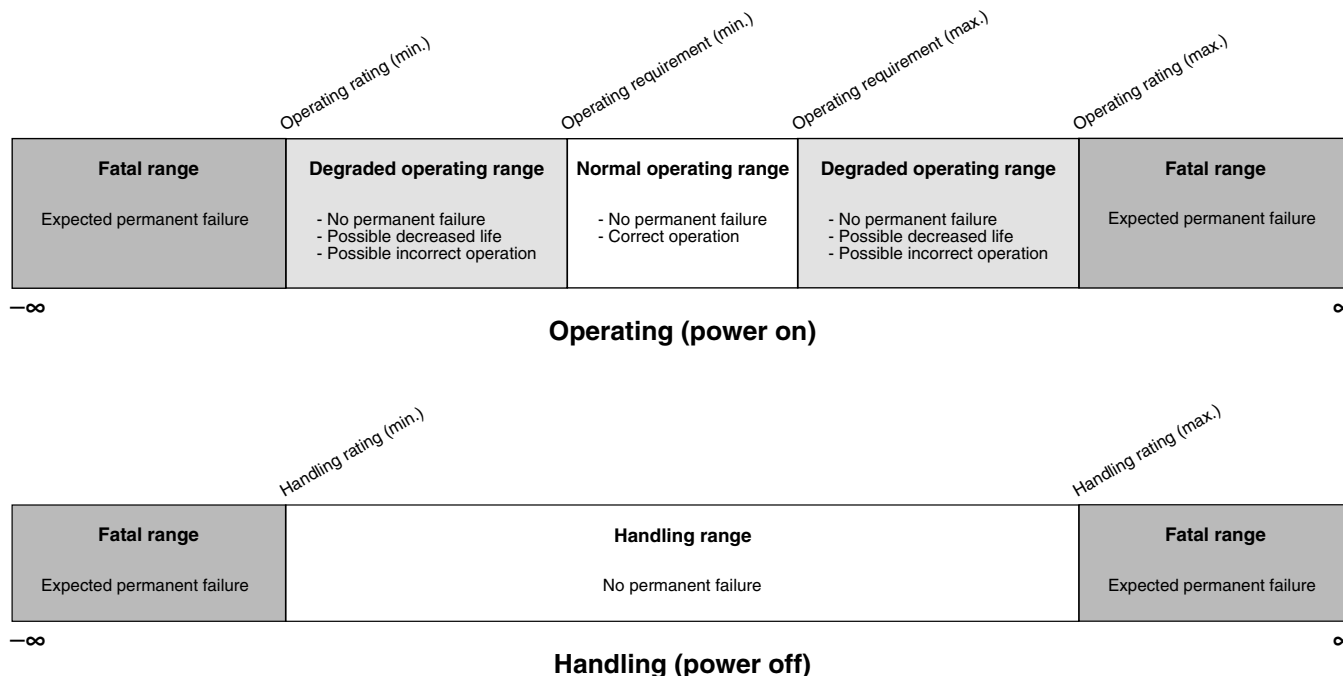 Operating rating (min.)
Operating requirement (min.)
Operating requirement (max.)
Operating rating (max.)
Fatal range
Expected permanent failure
Degraded operating range
- No permanent failure
- Possible decreased life
- Possible incorrect operation
Normal operating range
- No permanent failure
- Correct operation
Degraded operating range
- No permanent failure
- Possible decreased life
- Possible incorrect operation
Fatal range
Expected permanent failure
–∞
∞
Operating (power on)
Handling rating (min.)
Handling rating (max.)
Fatal range
Expected permanent failure
Handling range
No permanent failure
Fatal range
Expected permanent failure
–∞
∞
Handling (power off)